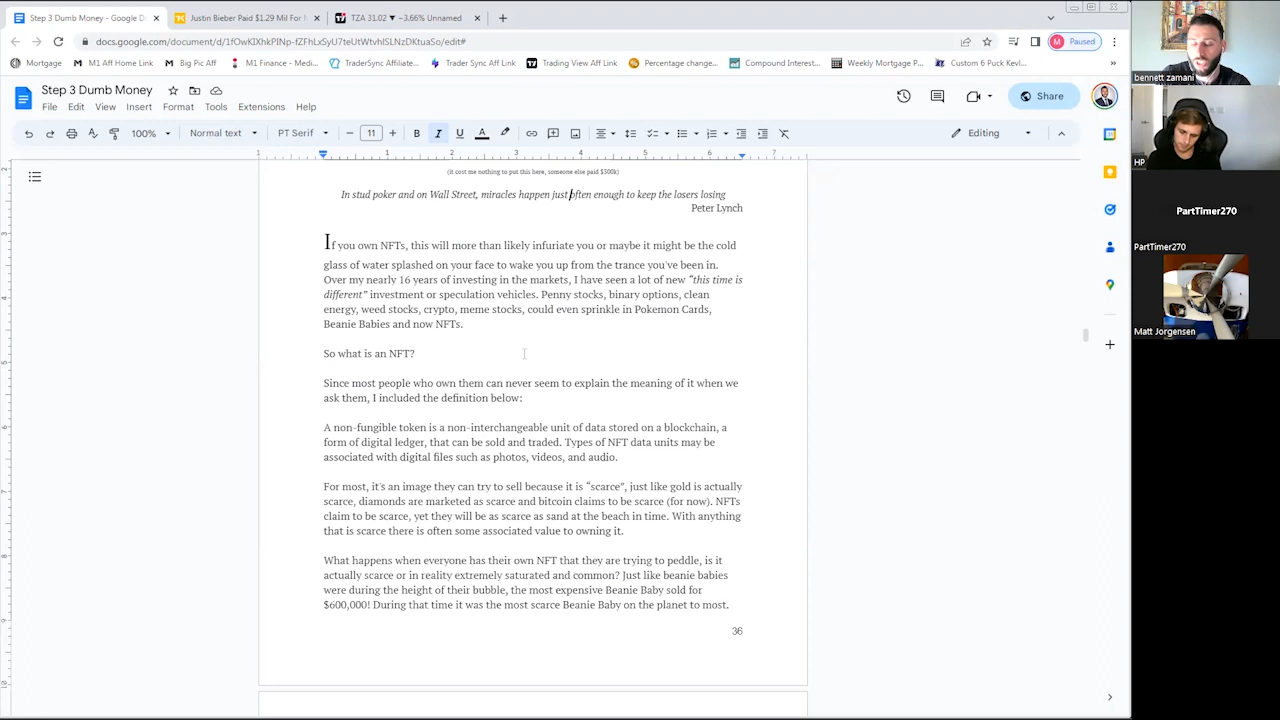 Step 3 Dumb Money - Google D
Justin Bieber Paid $1.29 Mil For
TZA 31.02 ▼ −3.66% Unnamed
docs.google.com/document/d/
M
Paused
Mortgage
M1 Aff Home Link
Big Pic Aff
M1 Finance - Medi...
TraderSync Affiliate...
Trader Sync Aff Link
Trading View Aff Link
Percentage change...
Compound Interest...
Weekly Mortgage P...
Custom 6 Puck Kevl...
Step 3 Dumb Money
File Edit View Insert Format Tools Extensions Help
Share
100% Normal text PT Serif 11 B I U A Editing
1 1 2 3 4 5 6 7
(it cost me nothing to put this here, someone else paid $300k)
In stud poker and on Wall Street, miracles happen just often enough to keep the losers losing
Peter Lynch
If you own NFTs, this will more than likely infuriate you or maybe it might be the cold
glass of water splashed on your face to wake you up from the trance you've been in.
Over my nearly 16 years of investing in the markets, I have seen a lot of new “this time is
different” investment or speculation vehicles. Penny stocks, binary options, clean
energy, weed stocks, crypto, meme stocks, could even sprinkle in Pokemon Cards,
Beanie Babies and now NFTs.
So what is an NFT?
Since most people who own them can never seem to explain the meaning of it when we
ask them, I included the definition below:
A non-fungible token is a non-interchangeable unit of data stored on a blockchain, a
form of digital ledger, that can be sold and traded. Types of NFT data units may be
associated with digital files such as photos, videos, and audio.
For most, it's an image they can try to sell because it is “scarce”, just like gold is actually
scarce, diamonds are marketed as scarce and bitcoin claims to be scarce (for now). NFTs
claim to be scarce, yet they will be as scarce as sand at the beach in time. With anything
that is scarce there is often some associated value to owning it.
What happens when everyone has their own NFT that they are trying to peddle, is it
actually scarce or in reality extremely saturated and common? Just like beanie babies
were during the height of their bubble, the most expensive Beanie Baby sold for
$600,000! During that time it was the most scarce Beanie Baby on the planet to most.
36
bennett zamani
HP
PartTimer270
PartTimer270
Matt Jorgensen